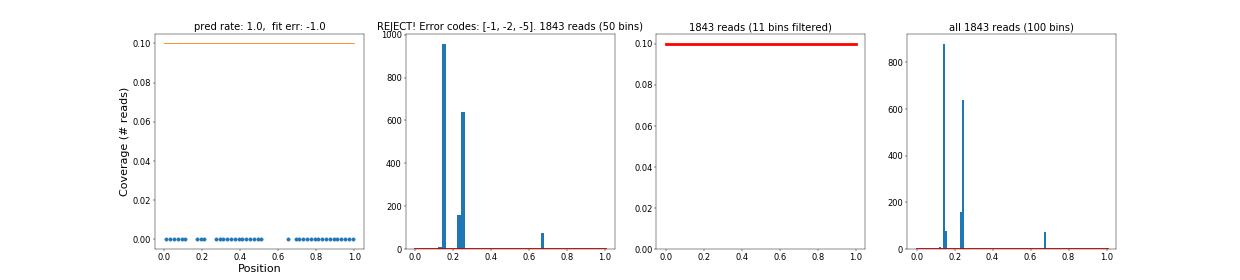 pred rate: 1.0,  fit err: -1.0
REJECT! Error codes: [-1, -2, -5]. 1843 reads (50 bins)
1843 reads (11 bins filtered)
all 1843 reads (100 bins)
Coverage (# reads)
0.10
0.08
0.06
0.04
0.02
0.00
0.0 0.2 0.4 0.6 0.8 1.0
Position
1000
800
600
400
200
0
0.0 0.2 0.4 0.6 0.8 1.0
0.10
0.08
0.06
0.04
0.02
0.00
0.0 0.2 0.4 0.6 0.8 1.0
800
600
400
200
0
0.0 0.2 0.4 0.6 0.8 1.0